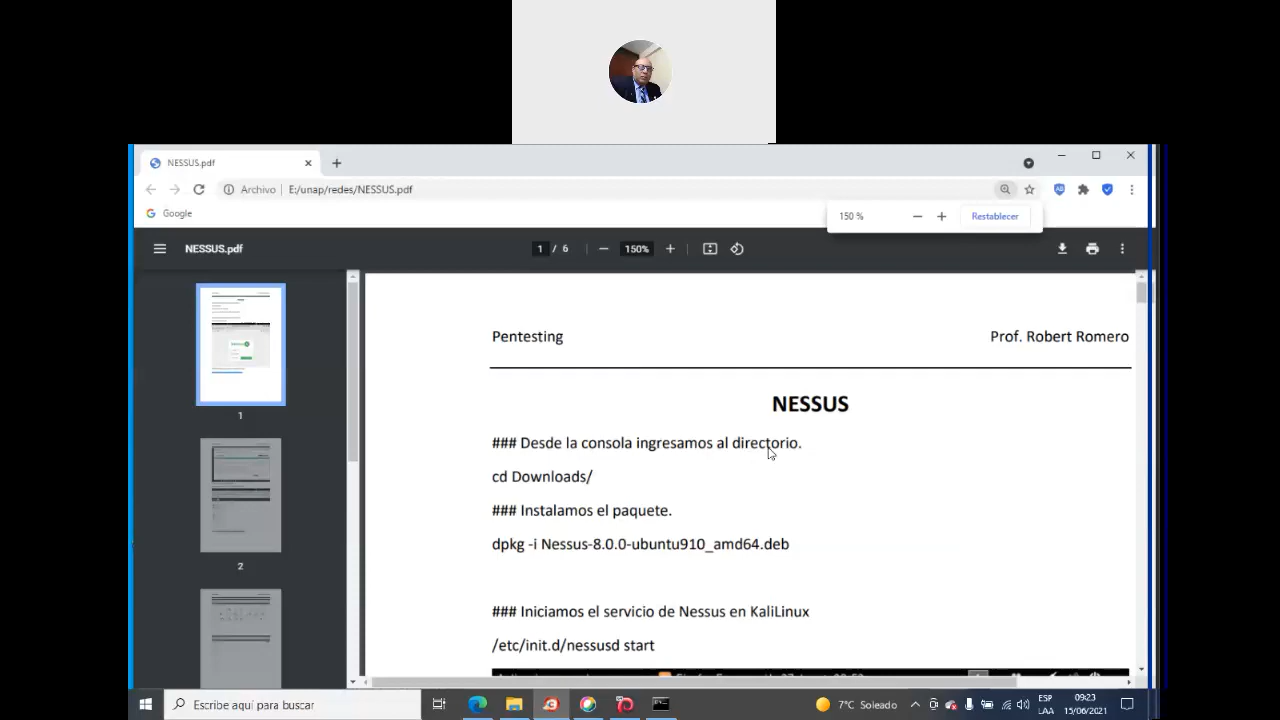 NESSUS.pdf
Archivo | E:/unap/redes/NESSUS.pdf
Google
150 %
Restablecer
NESSUS.pdf
1 / 6
150%
Pentesting
Prof. Robert Romero
NESSUS
### Desde la consola ingresamos al directorio.
cd Downloads/
### Instalamos el paquete.
dpkg -i Nessus-8.0.0-ubuntu910_amd64.deb
### Iniciamos el servicio de Nessus en KaliLinux
/etc/init.d/nessusd start
1
2
Escribe aquí para buscar
7°C Soleado
ESP
LAA
09:23
15/06/2021